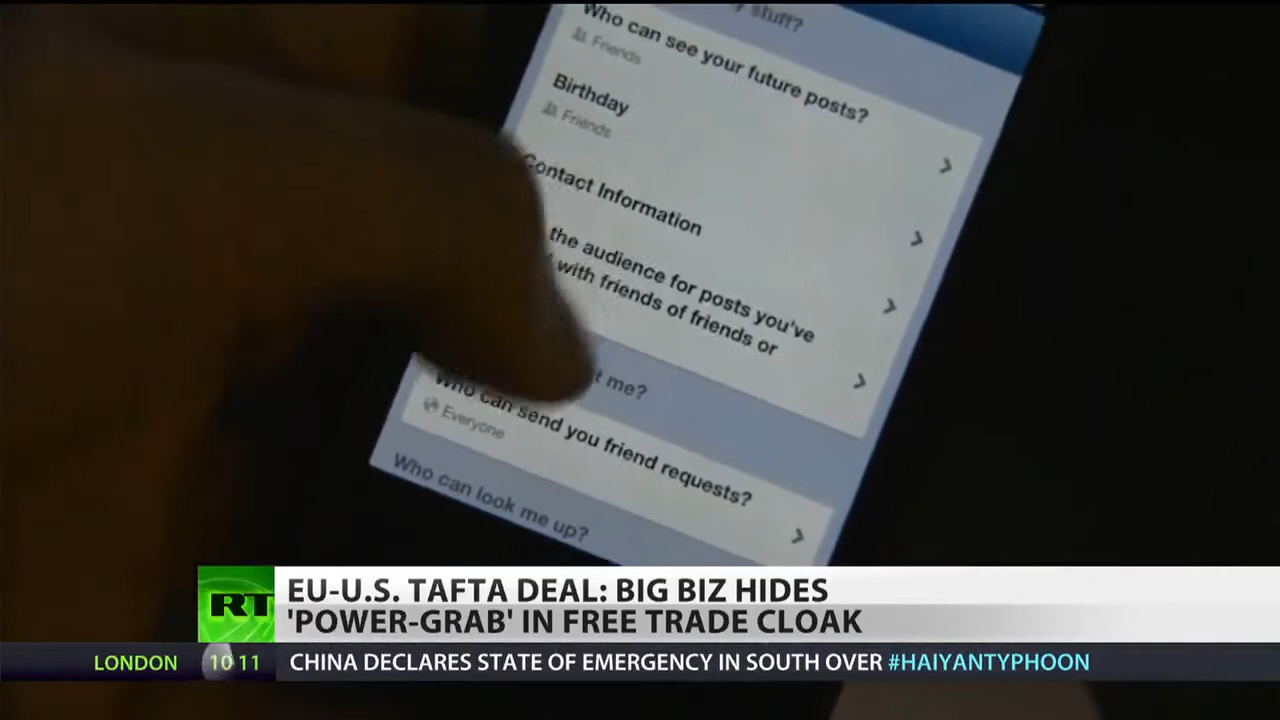 stuff?
Who can see your future posts?
Friends
Birthday
Friends
Contact Information
the audience for posts you've
with friends of friends or
t me?
Who can send you friend requests?
Everyone
Who can look me up?
RT
EU-U.S. TAFTA DEAL: BIG BIZ HIDES
'POWER-GRAB' IN FREE TRADE CLOAK
LONDON 10 11 CHINA DECLARES STATE OF EMERGENCY IN SOUTH OVER #HAIYANTYPHOON